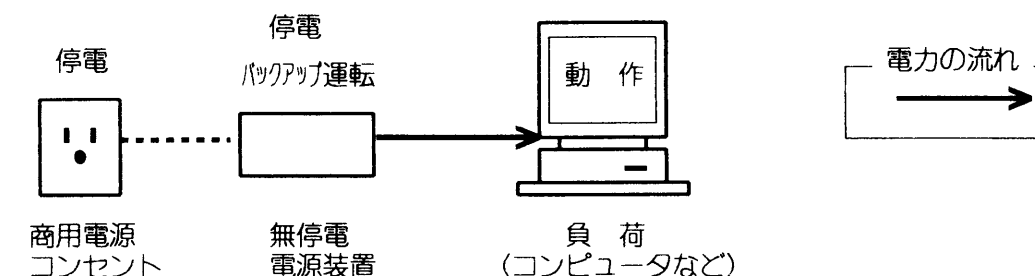 停電
停電
バックアップ運転
動 作
電力の流れ
商用電源
コンセント
無停電
電源装置
負 荷
(コンピュータなど)